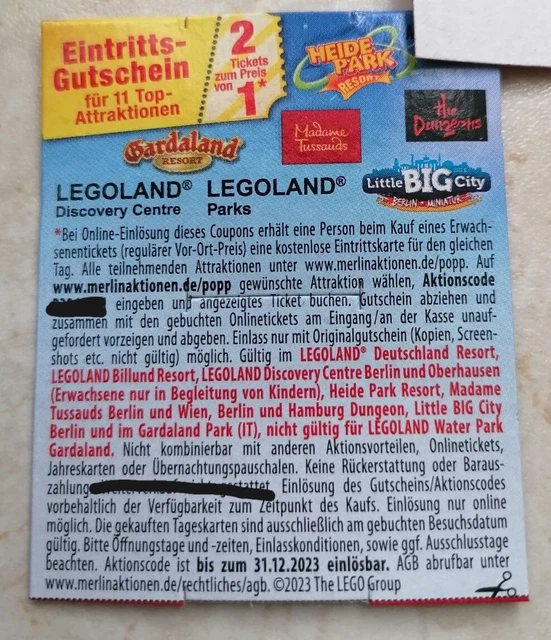 Eintritts-
Gutschein
für 11 Top-
Attraktionen
2
Tickets
zum Preis
von 1*
HEIDE
PARK
RESORT
the
Dungeons
Madame
Tussauds
Gardaland
RESORT
Little BIG City
BERLIN • MINIATUR
LEGOLAND® LEGOLAND®
Discovery Centre Parks
*Bei Online-Einlösung dieses Coupons erhält eine Person beim Kauf eines Erwach-
senentickets (regulärer Vor-Ort-Preis) eine kostenlose Eintrittskarte für den gleichen
Tag. Alle teilnehmenden Attraktionen unter www.merlinaktionen.de/popp. Auf
www.merlinaktionen.de/popp gewünschte Attraktion wählen, Aktionscode
eingeben und angezeigtes Ticket buchen. Gutschein abziehen und
zusammen mit den gebuchten Onlinetickets am Eingang/an der Kasse unauf-
gefordert vorzeigen und abgeben. Einlass nur mit Originalgutschein (Kopien, Screen-
shots etc. nicht gültig) möglich. Gültig im LEGOLAND® Deutschland Resort,
LEGOLAND Billund Resort, LEGOLAND Discovery Centre Berlin und Oberhausen
(Erwachsene nur in Begleitung von Kindern), Heide Park Resort, Madame
Tussauds Berlin und Wien, Berlin und Hamburg Dungeon, Little BIG City
Berlin und im Gardaland Park (IT), nicht gültig für LEGOLAND Water Park
Gardaland. Nicht kombinierbar mit anderen Aktionsvorteilen, Onlinetickets,
Jahreskarten oder Übernachtungspauschalen. Keine Rückerstattung oder Baraus-
zahlung Einlösung des Gutscheins/Aktionscodes
vorbehaltlich der Verfügbarkeit zum Zeitpunkt des Kaufs. Einlösung nur online
möglich. Die gekauften Tageskarten sind ausschließlich am gebuchten Besuchsdatum
gültig. Bitte Öffnungstage und -zeiten, Einlasskonditionen, sowie ggf. Ausschlusstage
beachten. Aktionscode ist bis zum 31.12.2023 einlösbar. AGB abrufbar unter
www.merlinaktionen.de/rechtliches/agb. ©2023 The LEGO Group